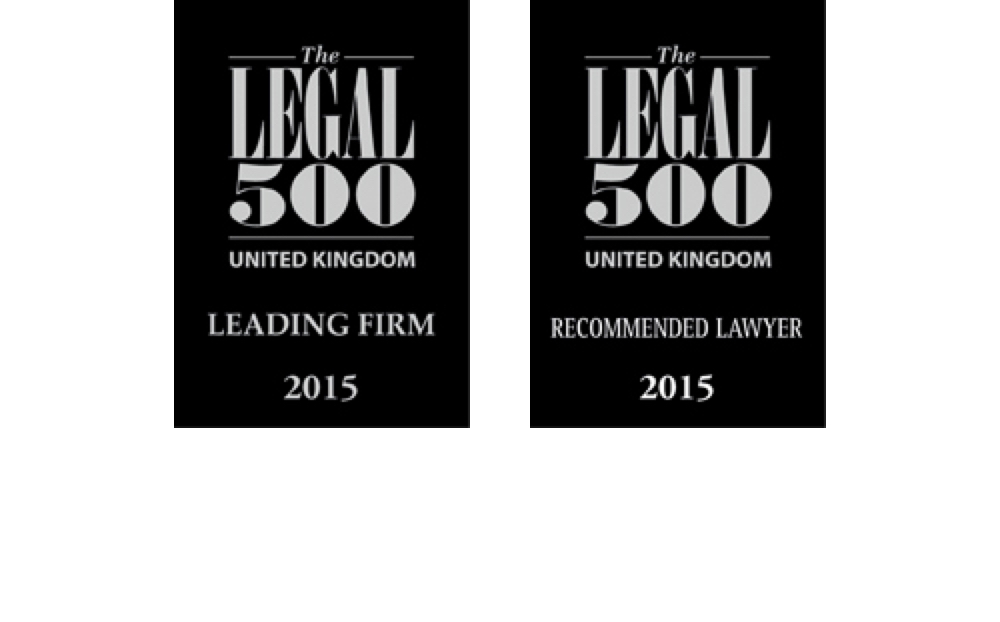 The
LEGAL
500
UNITED KINGDOM
LEADING FIRM
2015
The
LEGAL
500
UNITED KINGDOM
RECOMMENDED LAWYER
2015